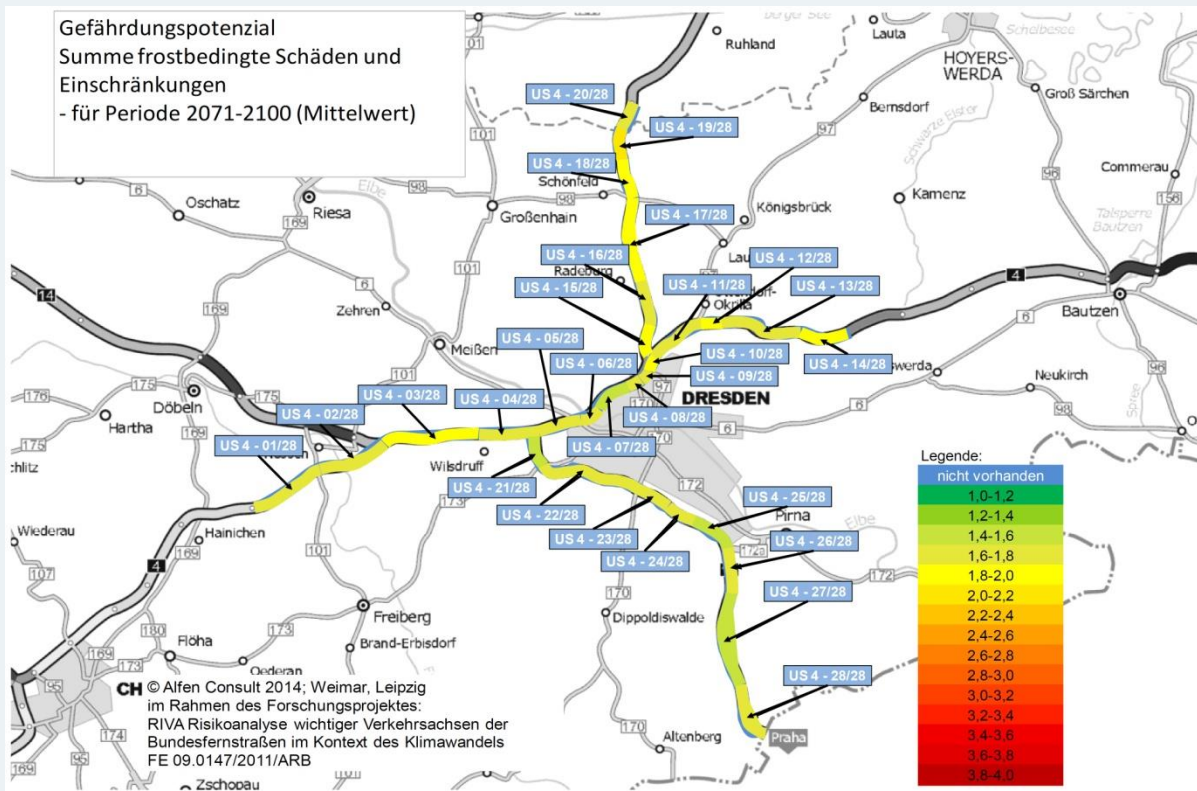 Gefährdungspotenzial
Summe frostbedingte Schäden und
Einschränkungen
- für Periode 2071-2100 (Mittelwert)
Ruhland
Lauta
HOYERS-
WERDA
Scheibesee
Groß Särchen
Bernsdorf
Schwarze Elster
Commerau
Kamenz
Königsbrück
Talsperre
Bautzen
Bautzen
Neukirch
Spree
Oschatz
Riesa
Elbe
Großenhain
Schönfeld
Radeburg
Okrilla
Zehren
Meißen
Döbeln
Hartha
Wilsdruff
DRESDEN
Pirna
Elbe
Hainichen
Wiederau
Freiberg
Flöha
Brand-Erbisdorf
Oederan
Dippoldiswalde
Altenberg
Zschopau
Praha
US 4 - 20/28
US 4 - 19/28
US 4 - 18/28
US 4 - 17/28
US 4 - 16/28
US 4 - 15/28
US 4 - 12/28
US 4 - 11/28
US 4 - 13/28
US 4 - 14/28
US 4 - 05/28
US 4 - 06/28
US 4 - 10/28
US 4 - 09/28
US 4 - 08/28
US 4 - 07/28
US 4 - 04/28
US 4 - 03/28
US 4 - 02/28
US 4 - 01/28
US 4 - 21/28
US 4 - 22/28
US 4 - 23/28
US 4 - 24/28
US 4 - 25/28
US 4 - 26/28
US 4 - 27/28
US 4 - 28/28
Legende:
nicht vorhanden
1,0-1,2
1,2-1,4
1,4-1,6
1,6-1,8
1,8-2,0
2,0-2,2
2,2-2,4
2,4-2,6
2,6-2,8
2,8-3,0
3,0-3,2
3,2-3,4
3,4-3,6
3,6-3,8
3,8-4,0
CH
© Alfen Consult 2014; Weimar, Leipzig
im Rahmen des Forschungsprojektes:
RIVA Risikoanalyse wichtiger Verkehrsachsen der
Bundesfernstraßen im Kontext des Klimawandels
FE 09.0147/2011/ARB